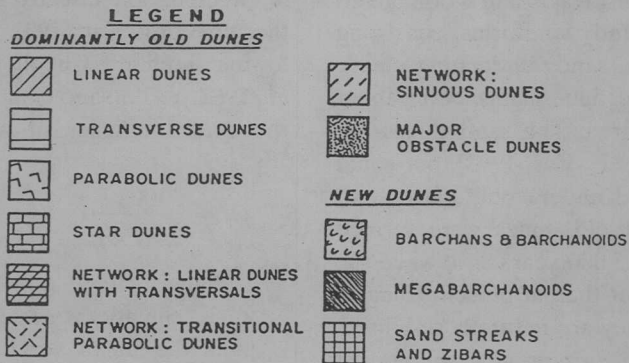 LEGEND
DOMINANTLY OLD DUNES
LINEAR DUNES
TRANSVERSE DUNES
PARABOLIC DUNES
STAR DUNES
NETWORK : LINEAR DUNES
WITH TRANSVERSALS
NETWORK : TRANSITIONAL
PARABOLIC DUNES
NETWORK :
SINUOUS DUNES
MAJOR
OBSTACLE DUNES
NEW DUNES
BARCHANS & BARCHANOIDS
MEGABARCHANOIDS
SAND STREAKS
AND ZIBARS